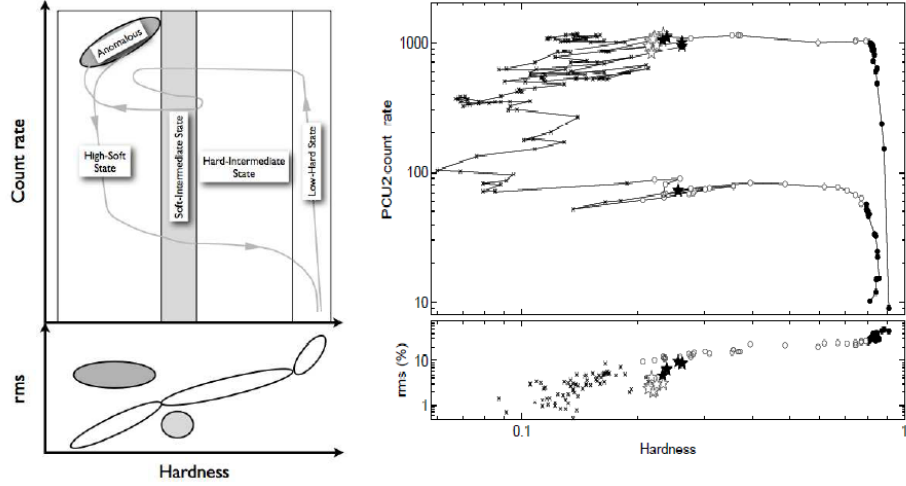 Anomalous
High-Soft
State
Soft-Intermediate State
Hard-Intermediate
State
Low-Hard State
Count rate
rms
Hardness
PCU2 count rate
1000
100
10
rms (%)
10
1
0.1
1
Hardness